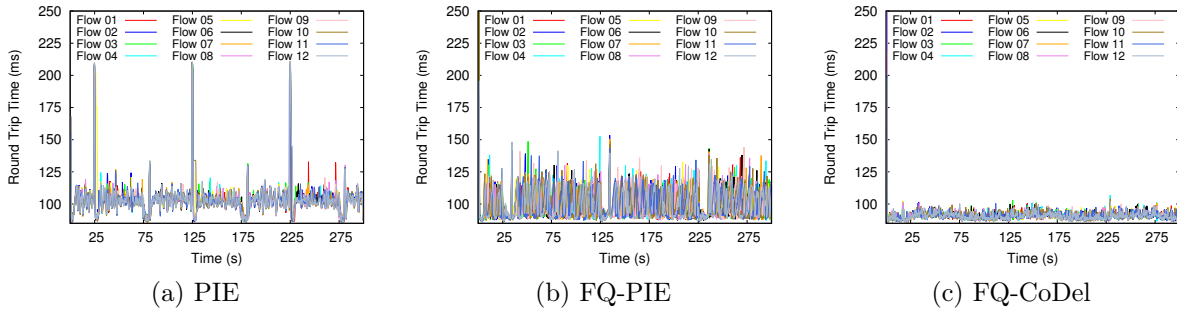 Flow 01 Flow 05 Flow 09
Flow 02 Flow 06 Flow 10
Flow 03 Flow 07 Flow 11
Flow 04 Flow 08 Flow 12
250
200
150
125
100
Round Trip Time (ms)
25 75 125 175 225 275
Time (s)
(a) PIE
Flow 01 Flow 05 Flow 09
Flow 02 Flow 06 Flow 10
Flow 03 Flow 07 Flow 11
Flow 04 Flow 08 Flow 12
250
200
150
125
100
Round Trip Time (ms)
25 75 125 175 225 275
Time (s)
(b) FQ-PIE
Flow 01 Flow 05 Flow 09
Flow 02 Flow 06 Flow 10
Flow 03 Flow 07 Flow 11
Flow 04 Flow 08 Flow 12
250
200
150
125
100
Round Trip Time (ms)
25 75 125 175 225 275
Time (s)
(c) FQ-CoDel